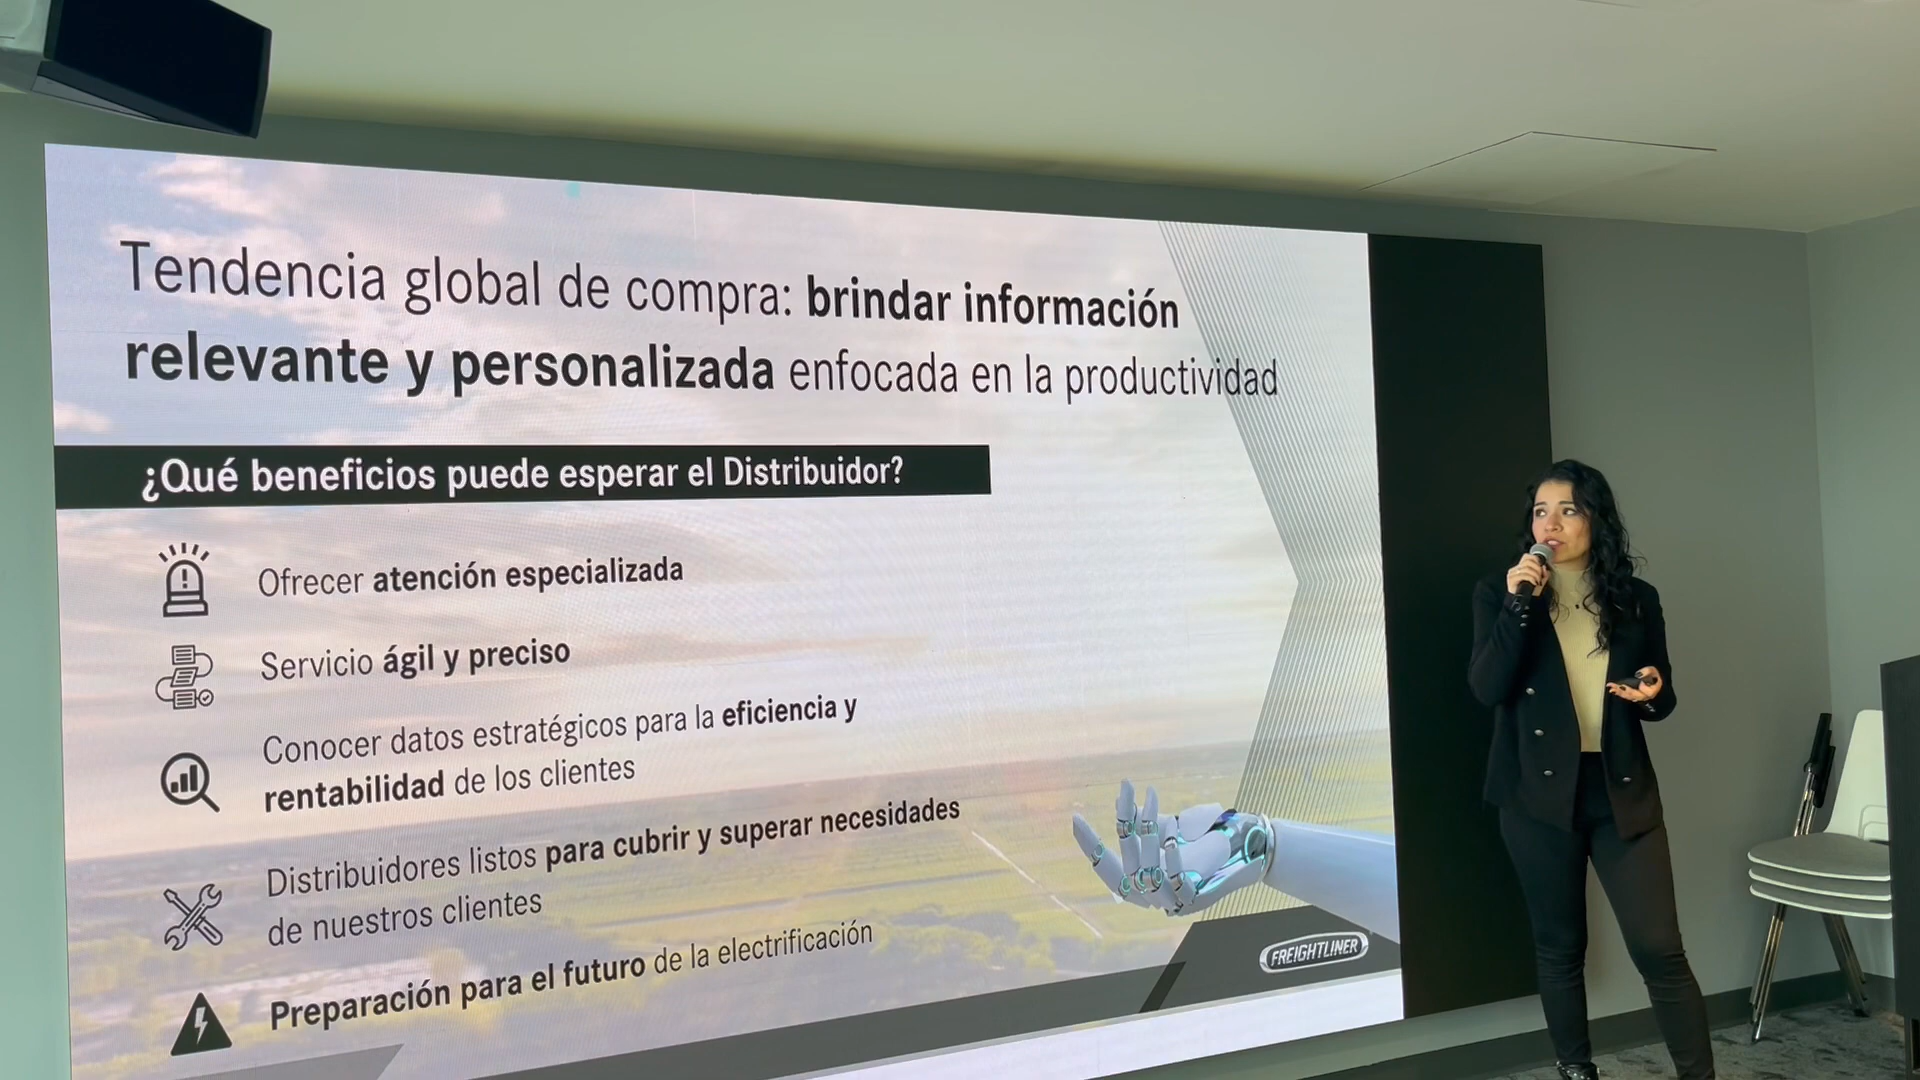 Tendencia global de compra: brindar información
relevante y personalizada enfocada en la productividad
¿Qué beneficios puede esperar el Distribuidor?
Ofrecer atención especializada
Servicio ágil y preciso
Conocer datos estratégicos para la eficiencia y
rentabilidad de los clientes
Distribuidores listos para cubrir y superar necesidades
de nuestros clientes
Preparación para el futuro de la electrificación
FREIGHTLINER